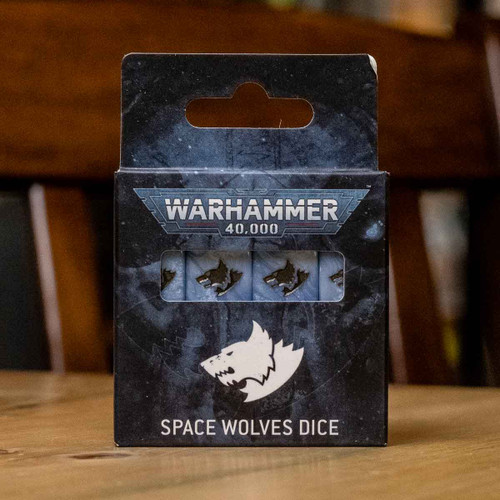 WARHAMMER
40,000
SPACE WOLVES DICE